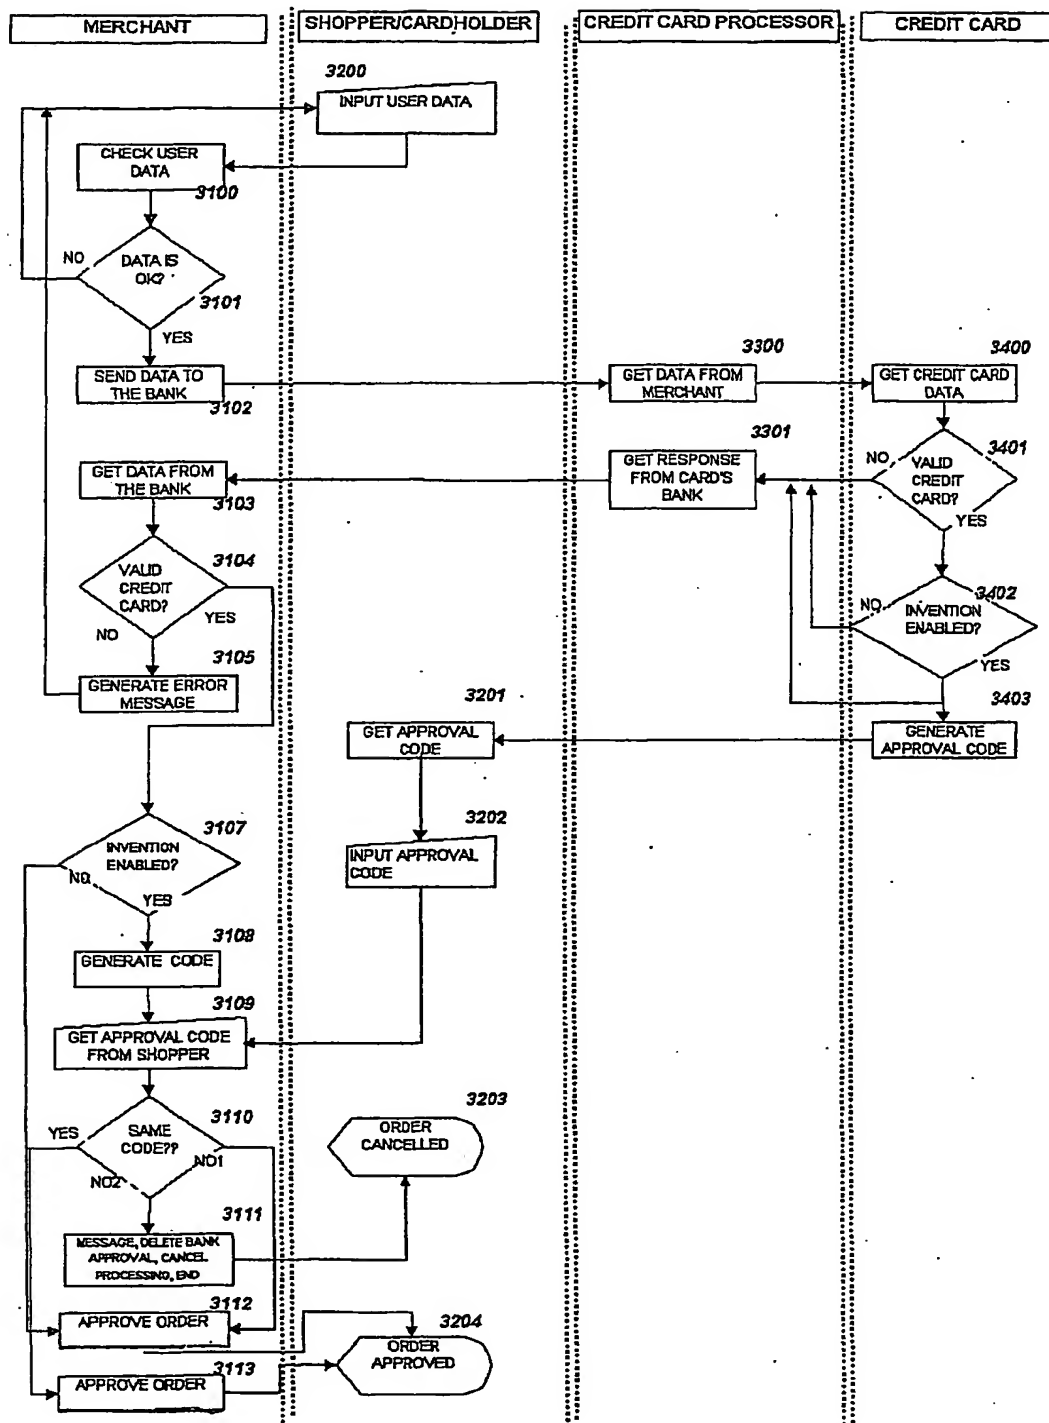 MERCHANT
SHOPPER/CARDHOLDER
CREDIT CARD PROCESSOR
CREDIT CARD
3200
INPUT USER DATA
CHECK USER
DATA
3100
NO
DATA IS
OK?
3101
YES
SEND DATA TO
THE BANK
3102
3300
GET DATA FROM
MERCHANT
3400
GET CREDIT CARD
DATA
3301
GET RESPONSE
FROM CARD'S
BANK
3401
NO
VALID
CREDIT
CARD?
YES
GET DATA FROM
THE BANK
3103
3104
VALID
CREDIT
CARD?
YES
NO
3402
NO
INVENTION
ENABLED?
YES
3105
GENERATE ERROR
MESSAGE
3201
GET APPROVAL
CODE
3403
GENERATE
APPROVAL CODE
3107
INVENTION
ENABLED?
NO
YES
3202
INPUT APPROVAL
CODE
3108
GENERATE CODE
3109
GET APPROVAL CODE
FROM SHOPPER
3110
YES
SAME
CODE??
NO1
NO2
3203
ORDER
CANCELLED
3111
MESSAGE, DELETE BANK
APPROVAL, CANCEL
PROCESSING, END
3112
APPROVE ORDER
3204
ORDER
APPROVED
3113
APPROVE ORDER